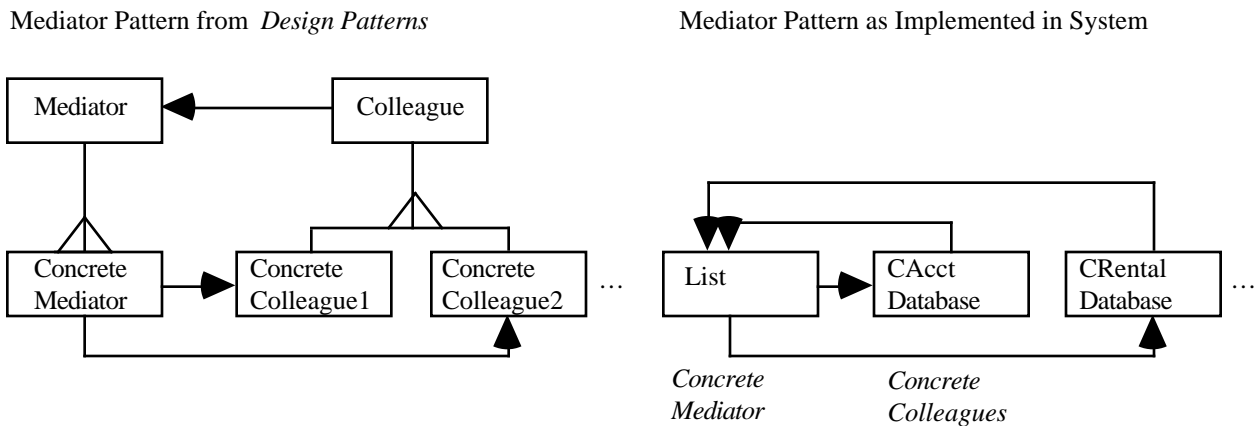 Mediator Pattern from Design Patterns
Mediator Pattern as Implemented in System
Mediator
Colleague
Concrete
Mediator
Concrete
Colleague1
Concrete
Colleague2
...
List
CAcct
Database
CRental
Database
...
Concrete
Mediator
Concrete
Colleagues